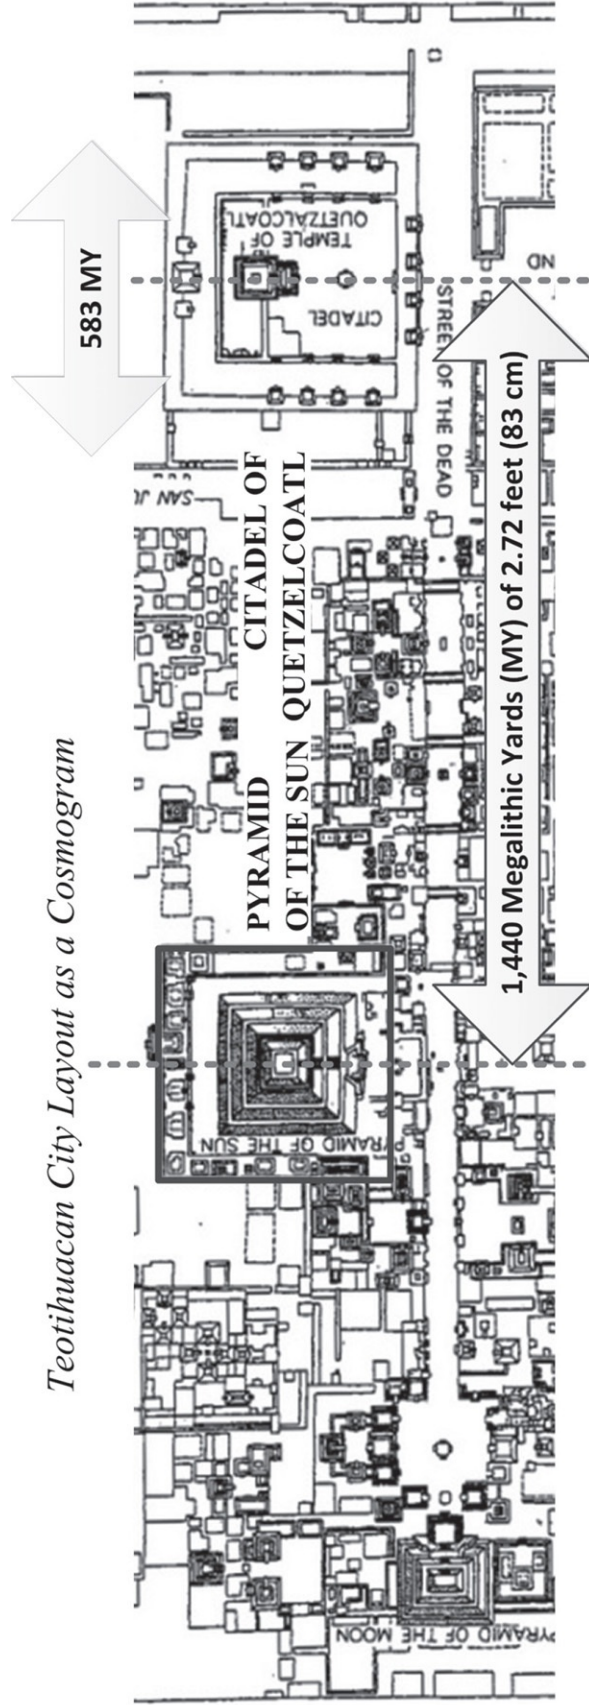 Teotihuacan City Layout as a Cosmogram
583 MY
PYRAMID
OF THE SUN
CITADEL OF
QUETZELCOATL
SAN JU
TEMPLE OF
QUETZALCOATL
CITADEL
STREET OF THE DEAD
ND
PYRAMID OF THE SUN
PYRAMID OF THE MOON
1,440 Megalithic Yards (MY) of 2.72 feet (83 cm)